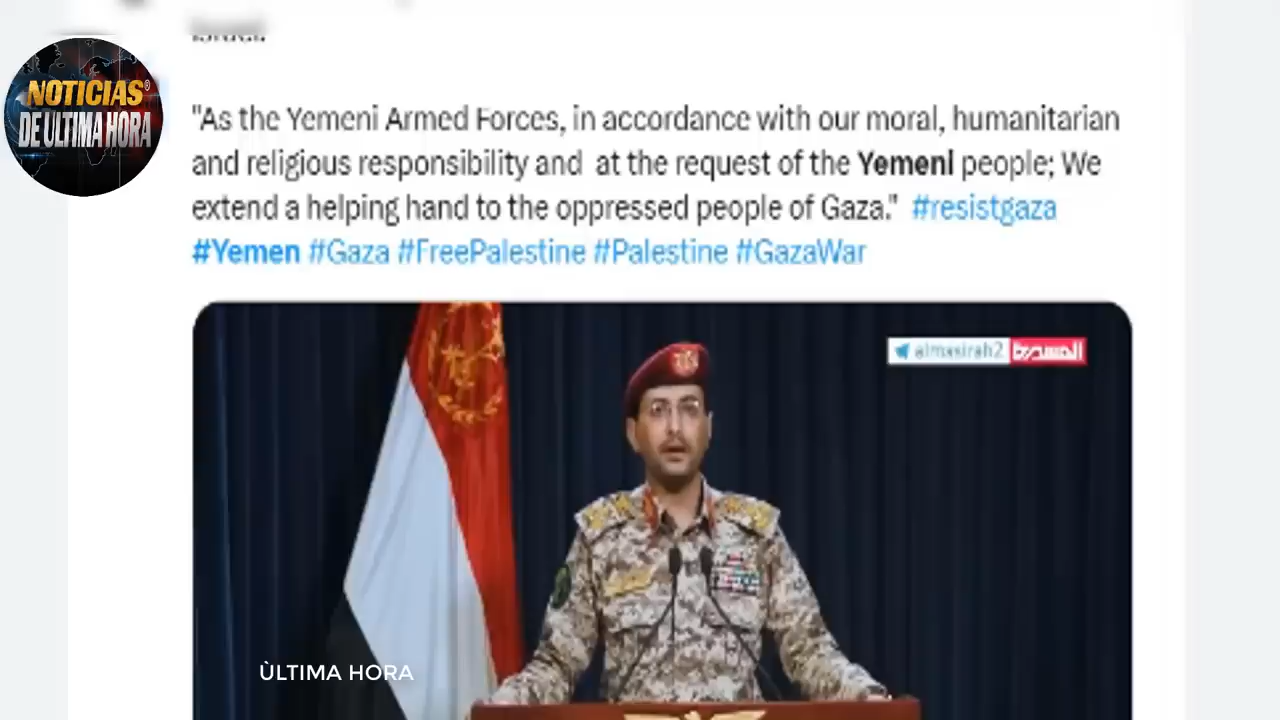 NOTICIAS®
DE ULTIMA HORA
"As the Yemeni Armed Forces, in accordance with our moral, humanitarian
and religious responsibility and at the request of the Yemeni people; We
extend a helping hand to the oppressed people of Gaza." #resistgaza
#Yemen #Gaza #FreePalestine #Palestine #GazaWar
almasirah2 المسيرة
ÙLTIMA HORA